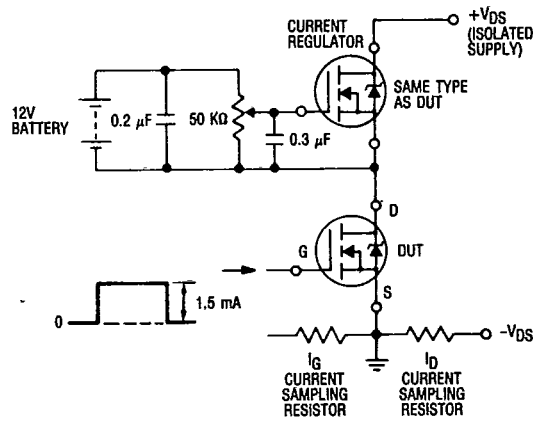 CURRENT
REGULATOR
+VDS
(ISOLATED
SUPPLY)
SAME TYPE
AS DUT
12V
BATTERY
0.2 µF
50 KΩ
0.3 µF
D
G
DUT
S
0
1.5 mA
-VDS
IG
CURRENT
SAMPLING
RESISTOR
ID
CURRENT
SAMPLING
RESISTOR